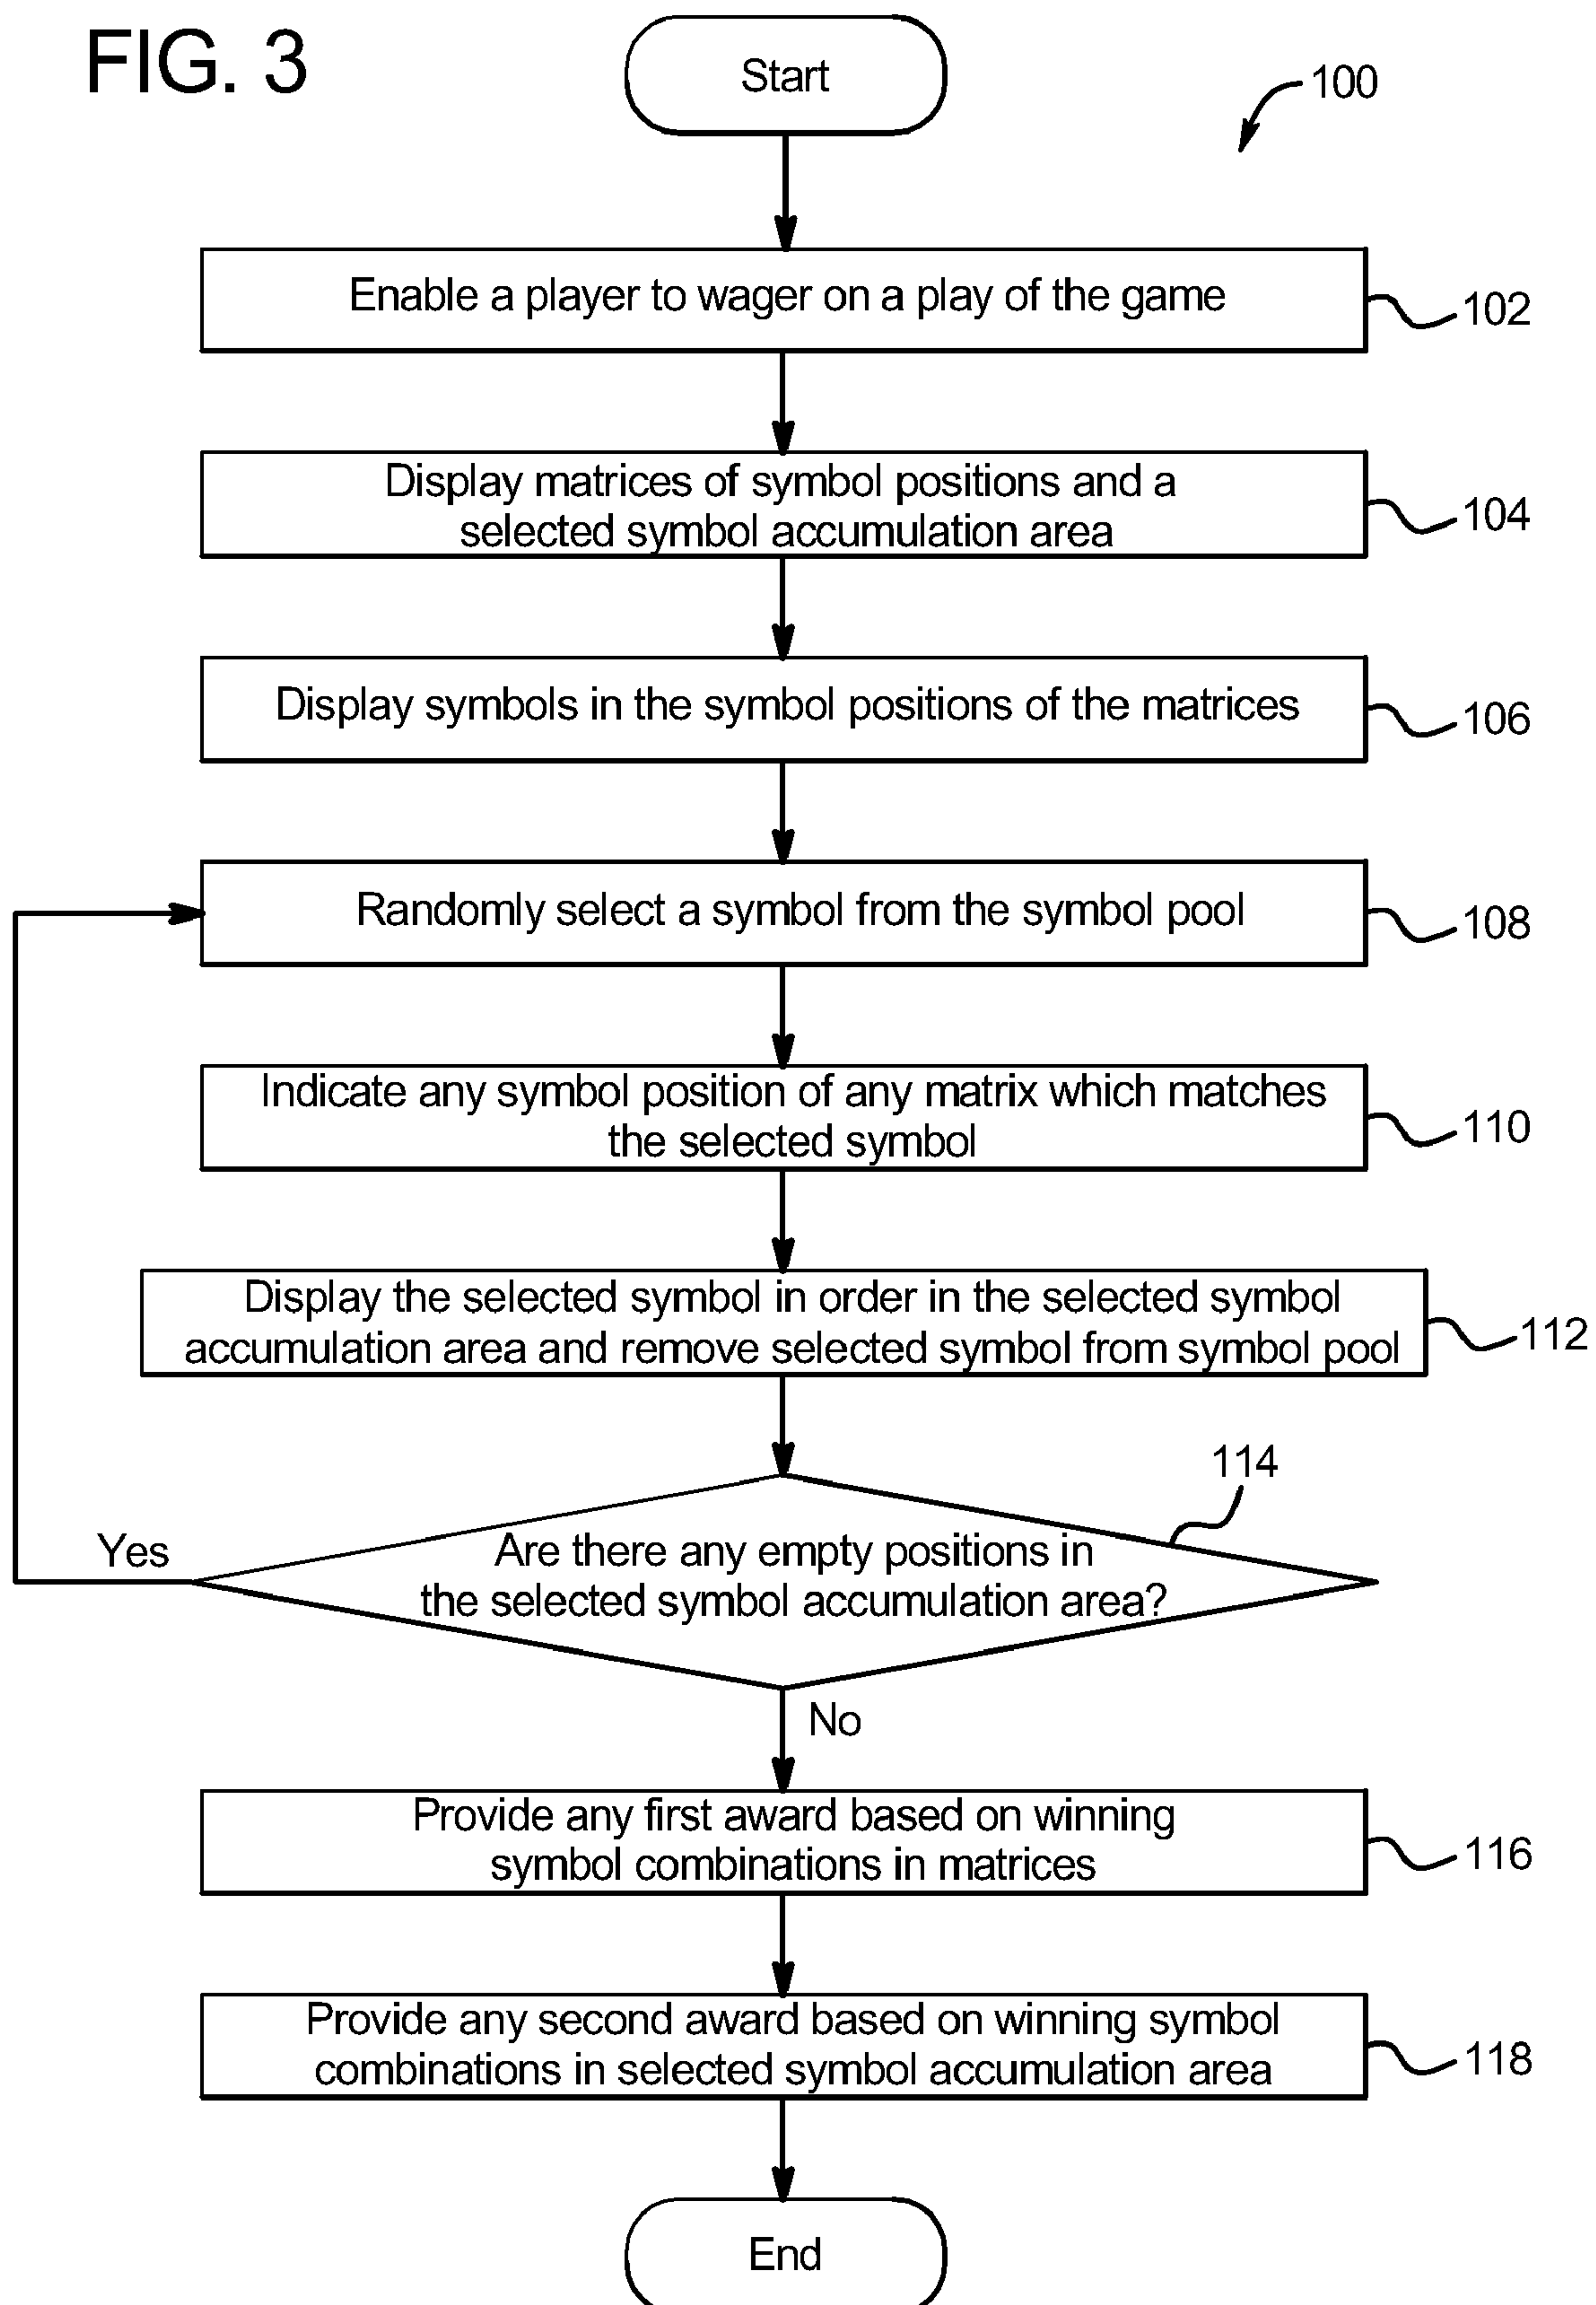 FIG. 3
Start
100
Enable a player to wager on a play of the game
102
Display matrices of symbol positions and a
selected symbol accumulation area
104
Display symbols in the symbol positions of the matrices
106
Randomly select a symbol from the symbol pool
108
Indicate any symbol position of any matrix which matches
the selected symbol
110
Display the selected symbol in order in the selected symbol
accumulation area and remove selected symbol from symbol pool
112
114
Are there any empty positions in
the selected symbol accumulation area?
Yes
No
Provide any first award based on winning
symbol combinations in matrices
116
Provide any second award based on winning symbol
combinations in selected symbol accumulation area
118
End